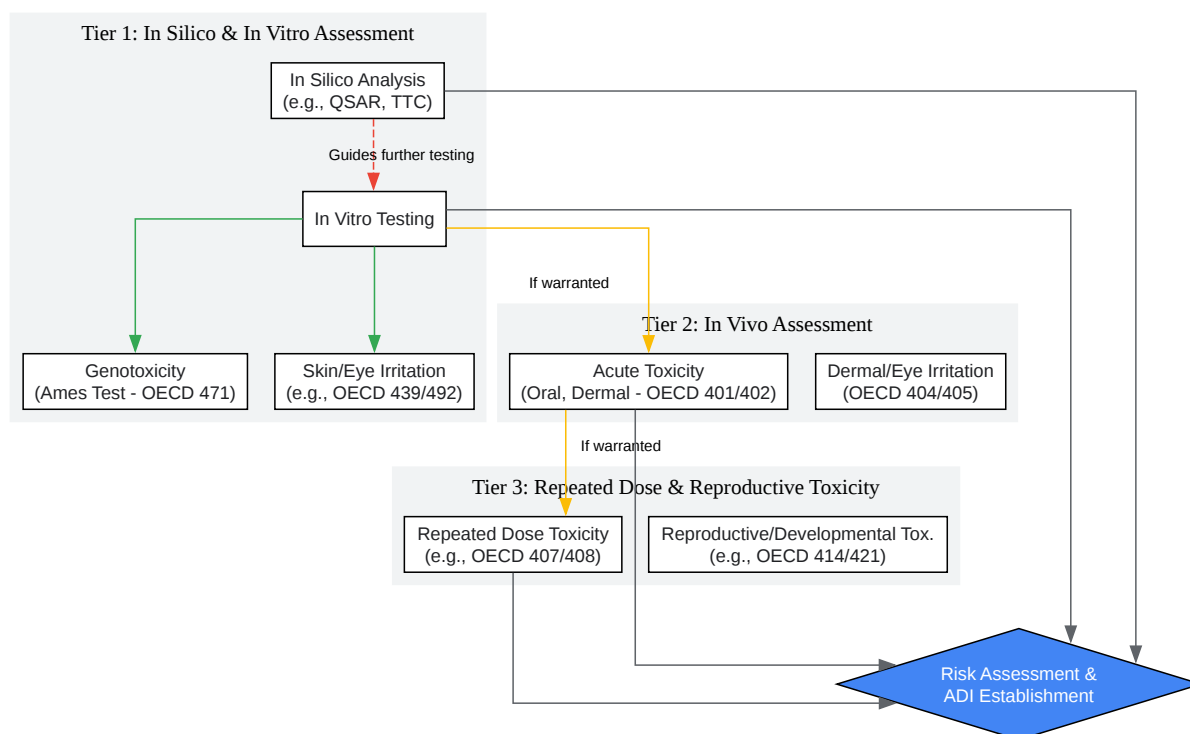 Tier 1: In Silico & In Vitro Assessment
In Silico Analysis
(e.g., QSAR, TTC)
Guides further testing
In Vitro Testing
If warranted
Tier 2: In Vivo Assessment
Genotoxicity
(Ames Test - OECD 471)
Skin/Eye Irritation
(e.g., OECD 439/492)
Acute Toxicity
(Oral, Dermal - OECD 401/402)
Dermal/Eye Irritation
(OECD 404/405)
If warranted
Tier 3: Repeated Dose & Reproductive Toxicity
Repeated Dose Toxicity
(e.g., OECD 407/408)
Reproductive/Developmental Tox.
(e.g., OECD 414/421)
Risk Assessment &
ADI Establishment